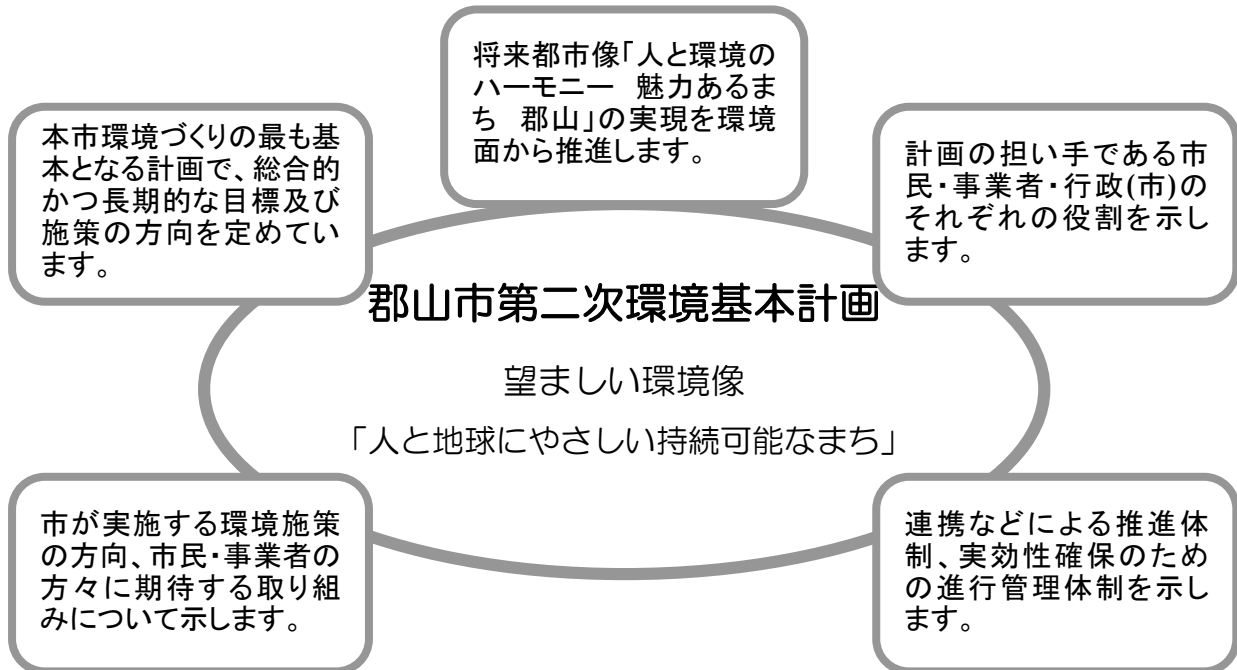 将来都市像「人と環境の
ハーモニー　魅力あるま
ち　郡山」の実現を環境
面から推進します。
本市環境づくりの最も基
本となる計画で、総合的
かつ長期的な目標及び
施策の方向を定めてい
ます。
計画の担い手である市
民・事業者・行政(市)の
それぞれの役割を示し
ます。
郡山市第二次環境基本計画
望ましい環境像
「人と地球にやさしい持続可能なまち」
市が実施する環境施策
の方向、市民・事業者の
方々に期待する取り組
みについて示します。
連携などによる推進体
制、実効性確保のため
の進行管理体制を示し
ます。